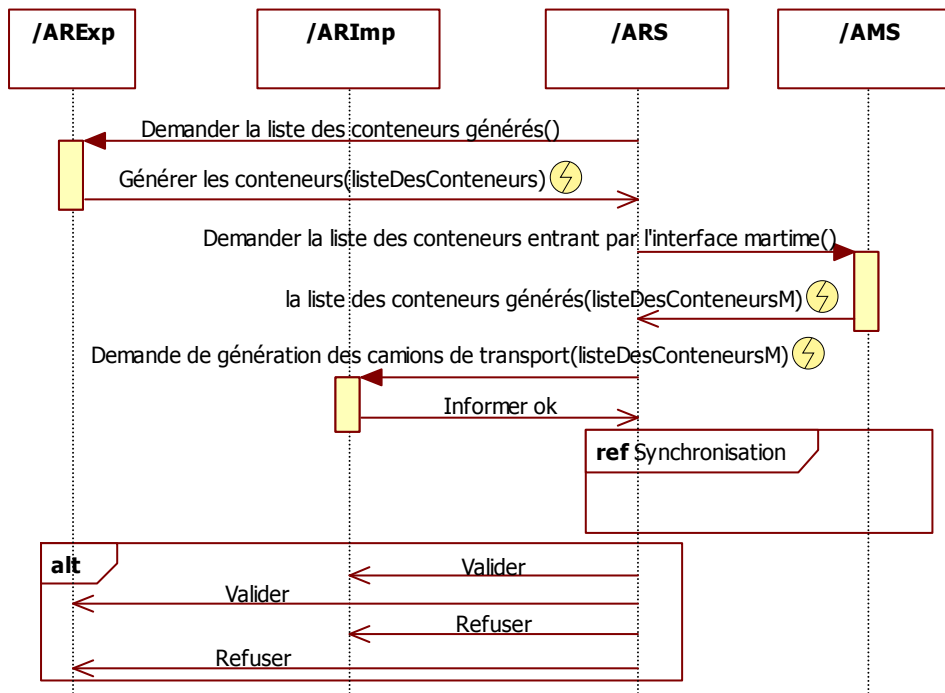 /ARExp
/ARImp
/ARS
/AMS
Demander la liste des conteneurs générés()
Générer les conteneurs(listeDesConteneurs)
Demander la liste des conteneurs entrant par l'interface martime()
la liste des conteneurs générés(listeDesConteneursM)
Demande de génération des camions de transport(listeDesConteneursM)
Informer ok
ref Synchronisation
alt
Valider
Valider
Refuser
Refuser